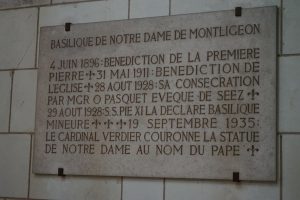 BASILIQUE DE NOTRE DAME DE MONTLIGEON
4 JUIN 1896: BENEDICTION DE LA PREMIERE
PIERRE ✢ 31 MAI 1911: BENEDICTION DE
L'EGLISE ✢ 28 AOUT 1928: SA CONSECRATION
PAR MGR O PASQUET EVEQUE DE SEEZ ✢
29 AOUT 1928: S.S. PIE XI LA DECLARE BASILIQUE
MINEURE ✢✢✢ 19 SEPTEMBRE 1935:
LE CARDINAL VERDIER COURONNE LA STATUE
DE NOTRE DAME AU NOM DU PAPE ✢